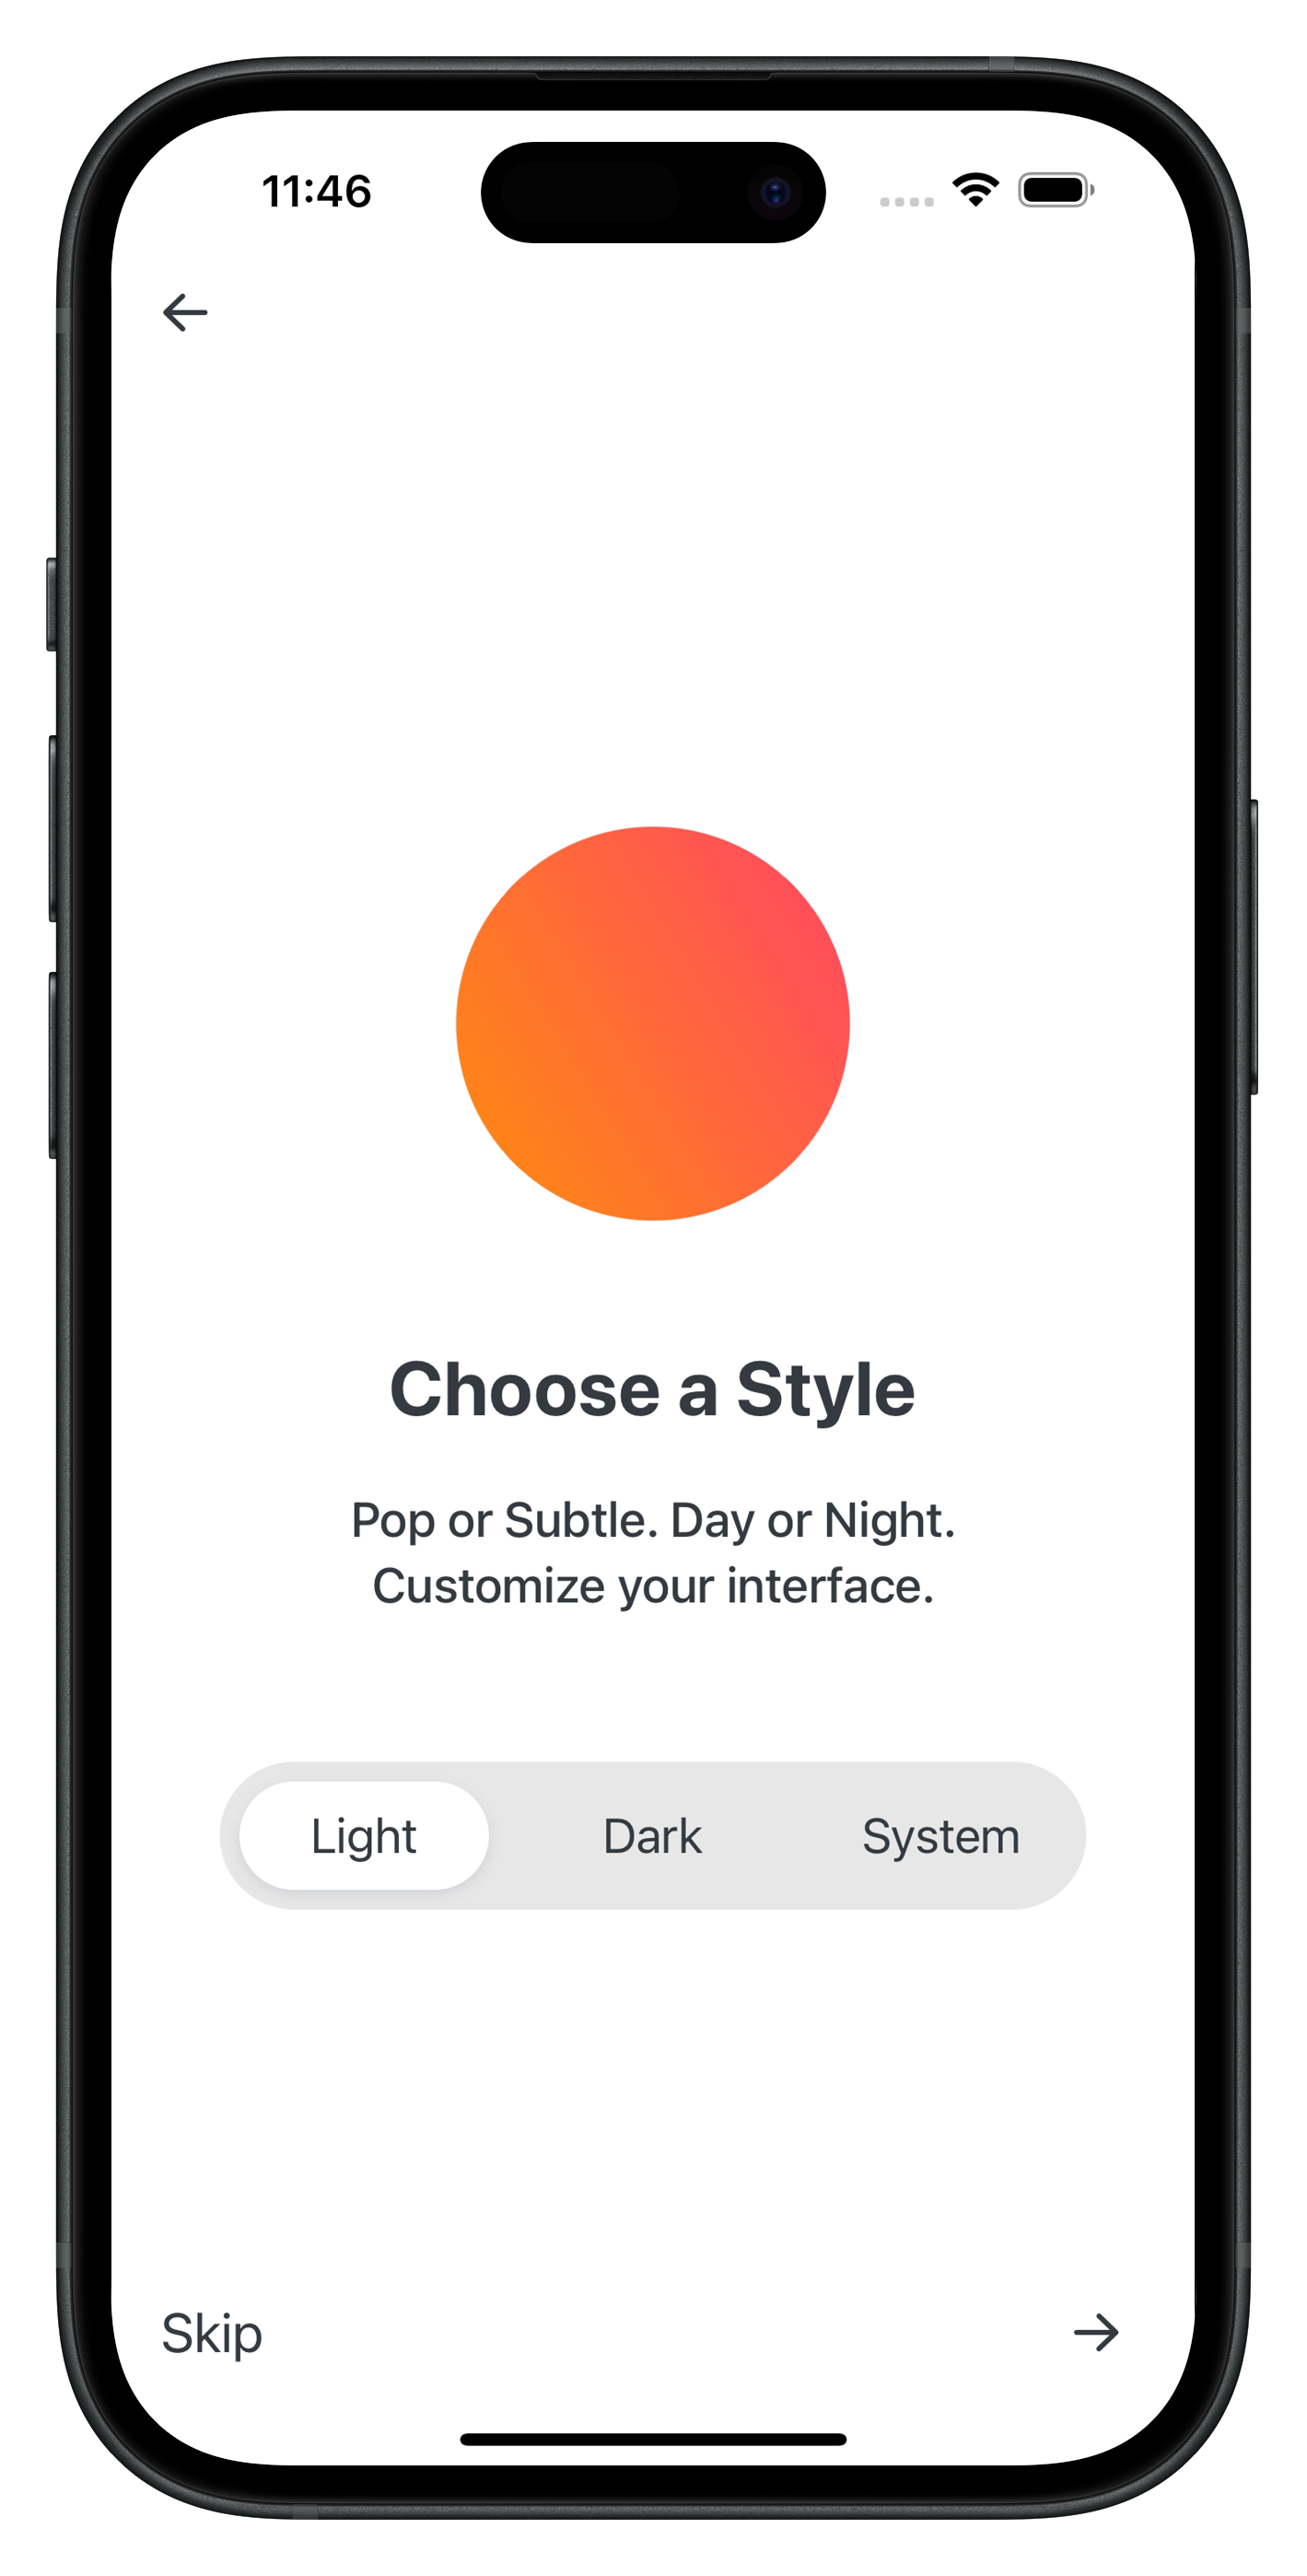 11:46
Choose a Style
Pop or Subtle. Day or Night.
Customize your interface.
Light Dark System
Skip